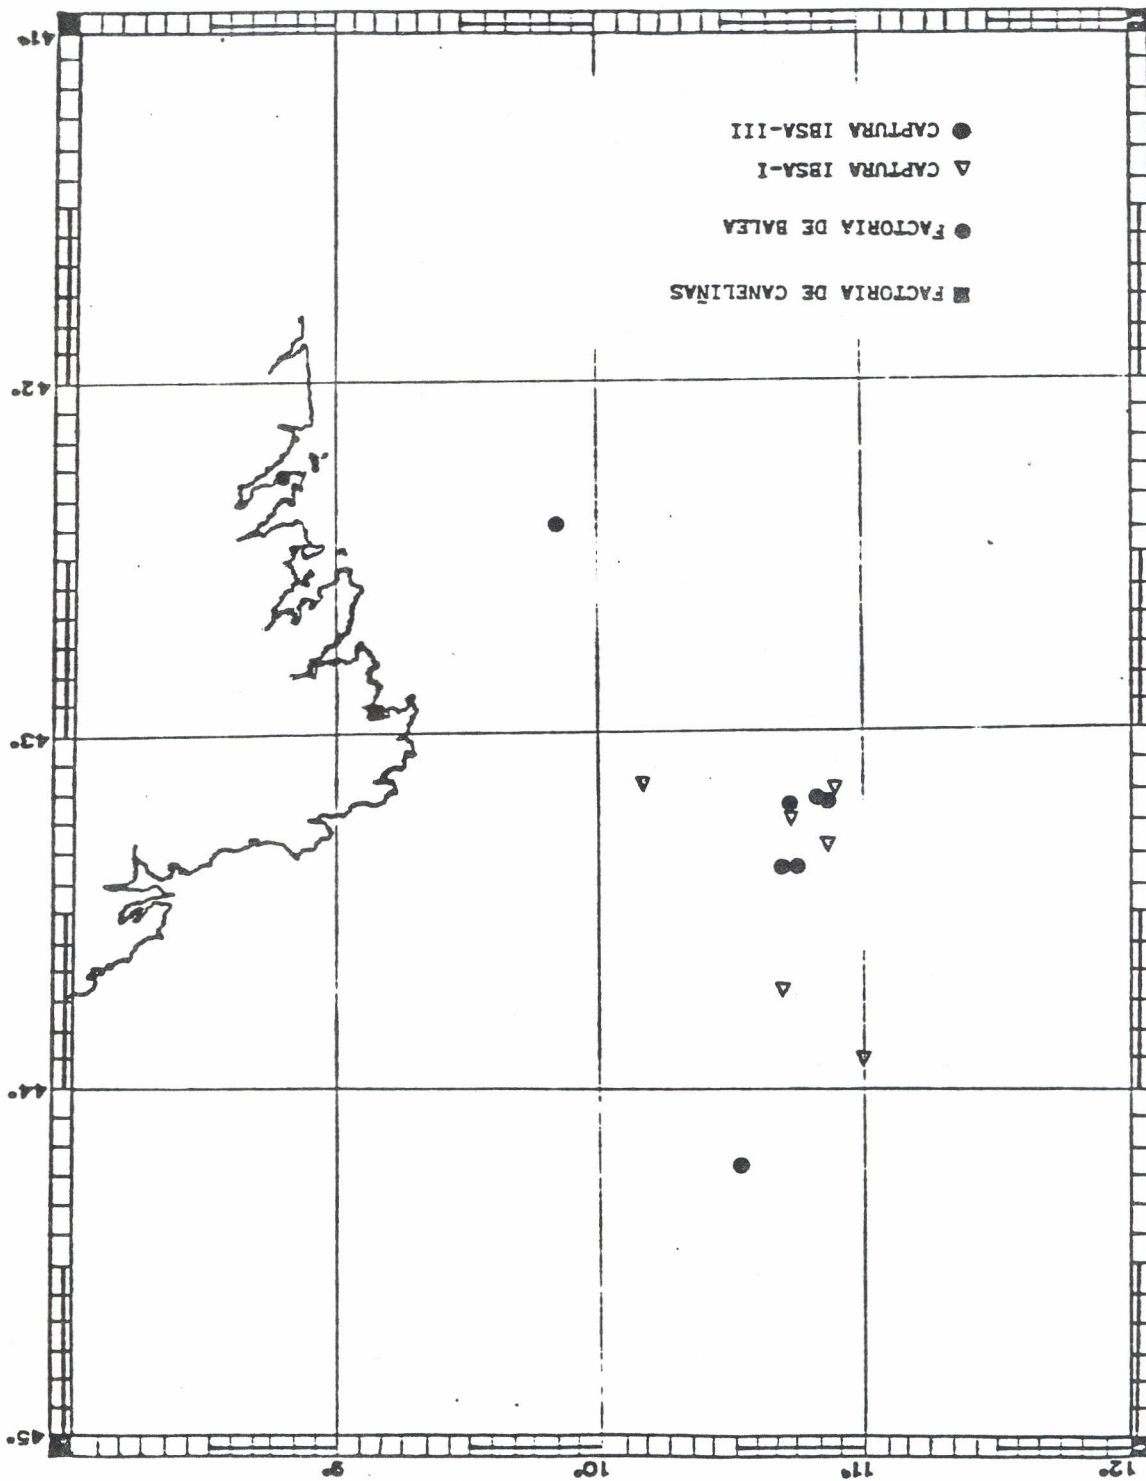 12° 11° 10° 9°
45°
44°
43°
42°
■ FACTORIA DE CANELIÑAS
● FACTORIA DE BALEA
▽ CAPTURA IBSA-I
● CAPTURA IBSA-III
41°